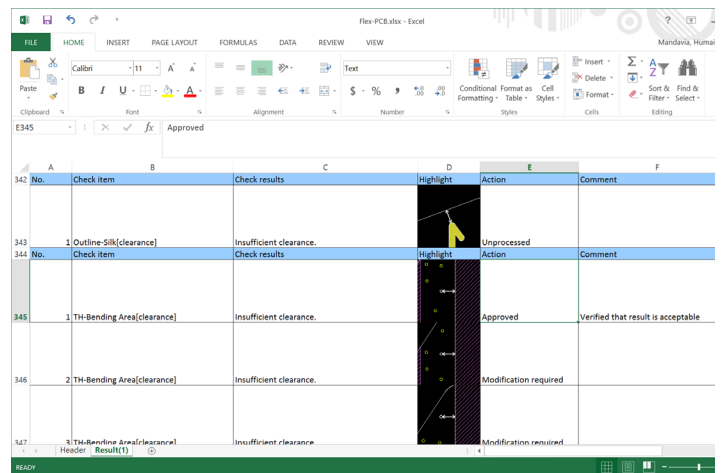 Flex-PCB.xlsx - Excel
FILE HOME INSERT PAGE LAYOUT FORMULAS DATA REVIEW VIEW Mandavia, Humai
Paste
Calibri 11 A A
B I U A
Text
$ % , .0 .00 .00 .0
Conditional Formatting Format as Table Cell Styles
Insert
Delete
Format
Sort & Filter Find & Select
Clipboard Font Alignment Number Styles Cells Editing
E345 fx Approved
A B C D E F
342 No. Check item Check results Highlight Action Comment
343 1 Outline-Silk[clearance] Insufficient clearance. Unprocessed
344 No. Check item Check results Highlight Action Comment
345 1 TH-Bending Area[clearance] Insufficient clearance. Approved Verified that result is acceptable
346 2 TH-Bending Area[clearance] Insufficient clearance. Modification required
347 3 TH-Bending Area[clearance] Insufficient clearance. Modification required
Header Result(1)
READY